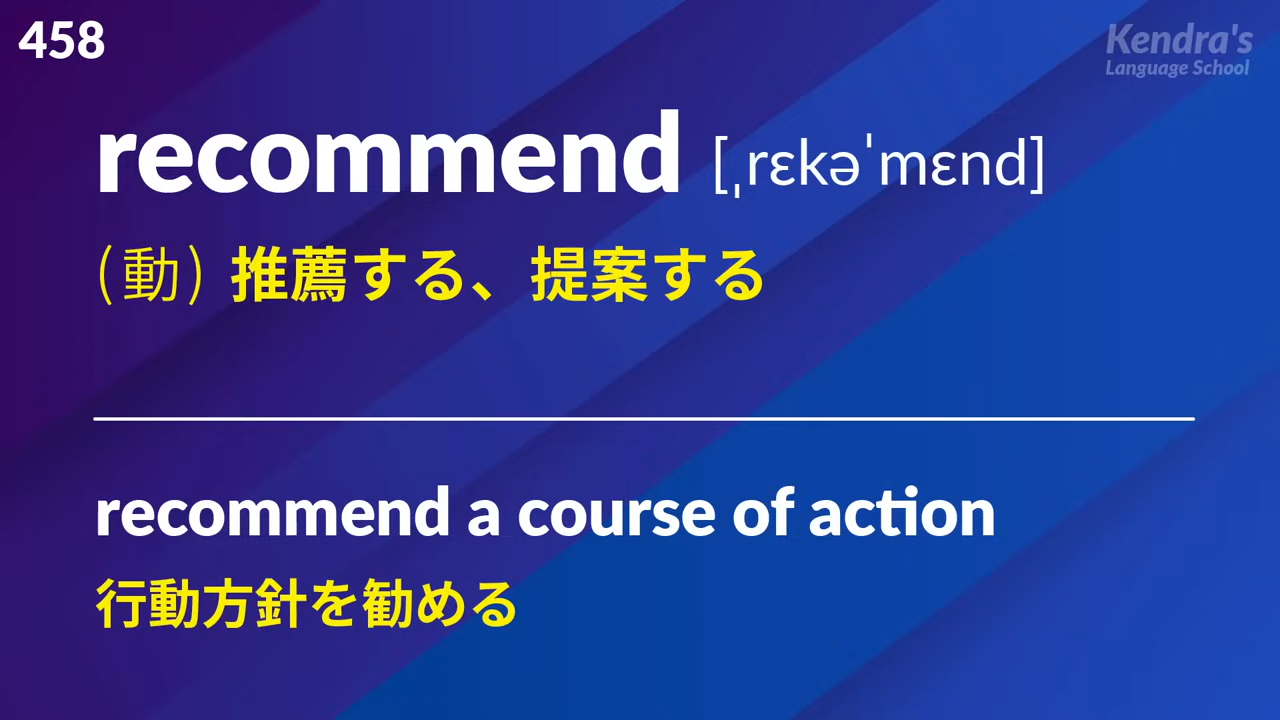 458
Kendra's
Language School
recommend [ˌrɛkəˈmɛnd]
(動) 推薦する、提案する
recommend a course of action
行動方針を勧める